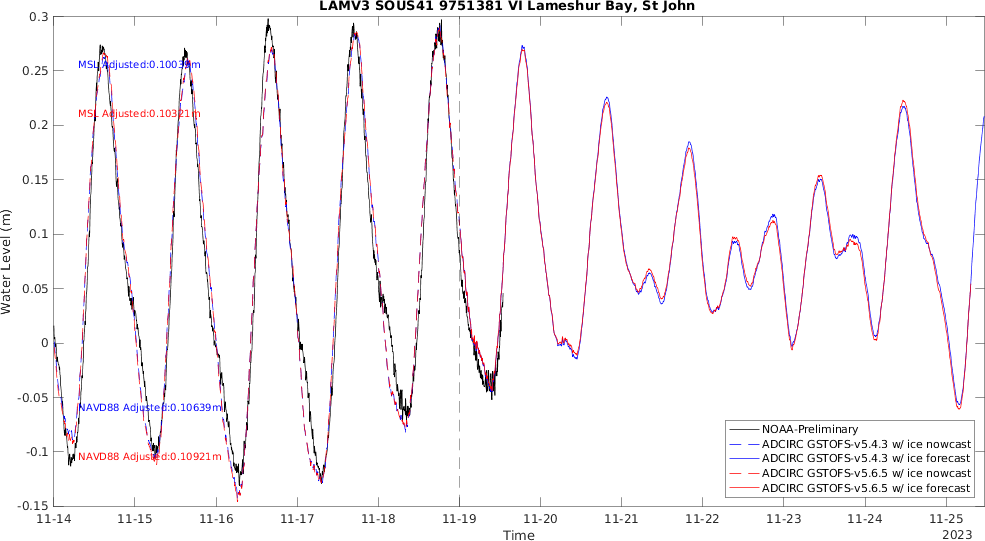 LAMV3 SOUS41 9751381 VI Lameshur Bay, St John
0.3
0.25
0.2
0.15
0.1
0.05
0
-0.05
-0.1
-0.15
Water Level (m)
MSL Adjusted:0.10039m
MSL Adjusted:0.10321m
NAVD88 Adjusted:0.10639m
NAVD88 Adjusted:0.10921m
NOAA-Preliminary
ADCIRC GSTOFS-v5.4.3 w/ ice nowcast
ADCIRC GSTOFS-v5.4.3 w/ ice forecast
ADCIRC GSTOFS-v5.6.5 w/ ice nowcast
ADCIRC GSTOFS-v5.6.5 w/ ice forecast
11-14 11-15 11-16 11-17 11-18 11-19 11-20 11-21 11-22 11-23 11-24 11-25
Time
2023